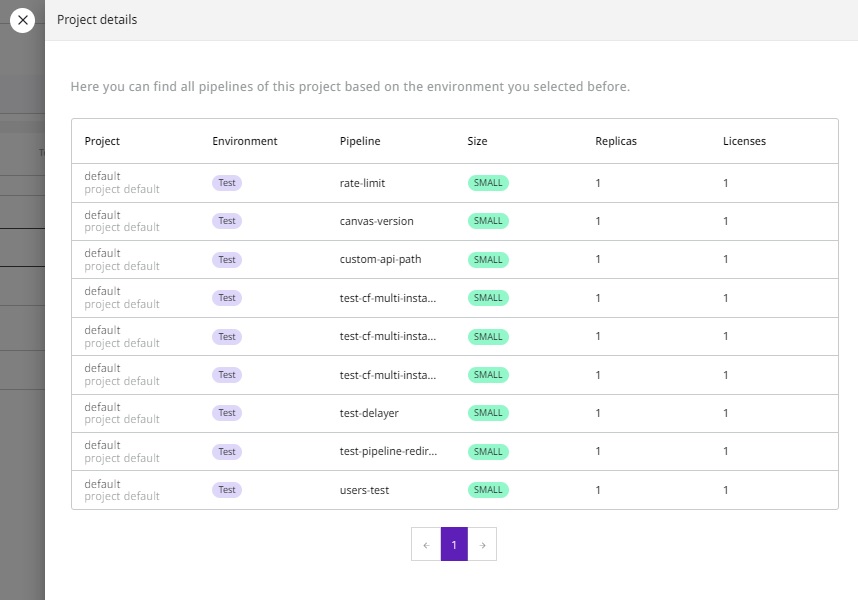 Project details
Here you can find all pipelines of this project based on the environment you selected before.
Project Environment Pipeline Size Replicas Licenses
default
project default Test rate-limit SMALL 1 1
default
project default Test canvas-version SMALL 1 1
default
project default Test custom-api-path SMALL 1 1
default
project default Test test-cf-multi-insta... SMALL 1 1
default
project default Test test-cf-multi-insta... SMALL 1 1
default
project default Test test-cf-multi-insta... SMALL 1 1
default
project default Test test-delayer SMALL 1 1
default
project default Test test-pipeline-redir... SMALL 1 1
default
project default Test users-test SMALL 1 1
← 1 →